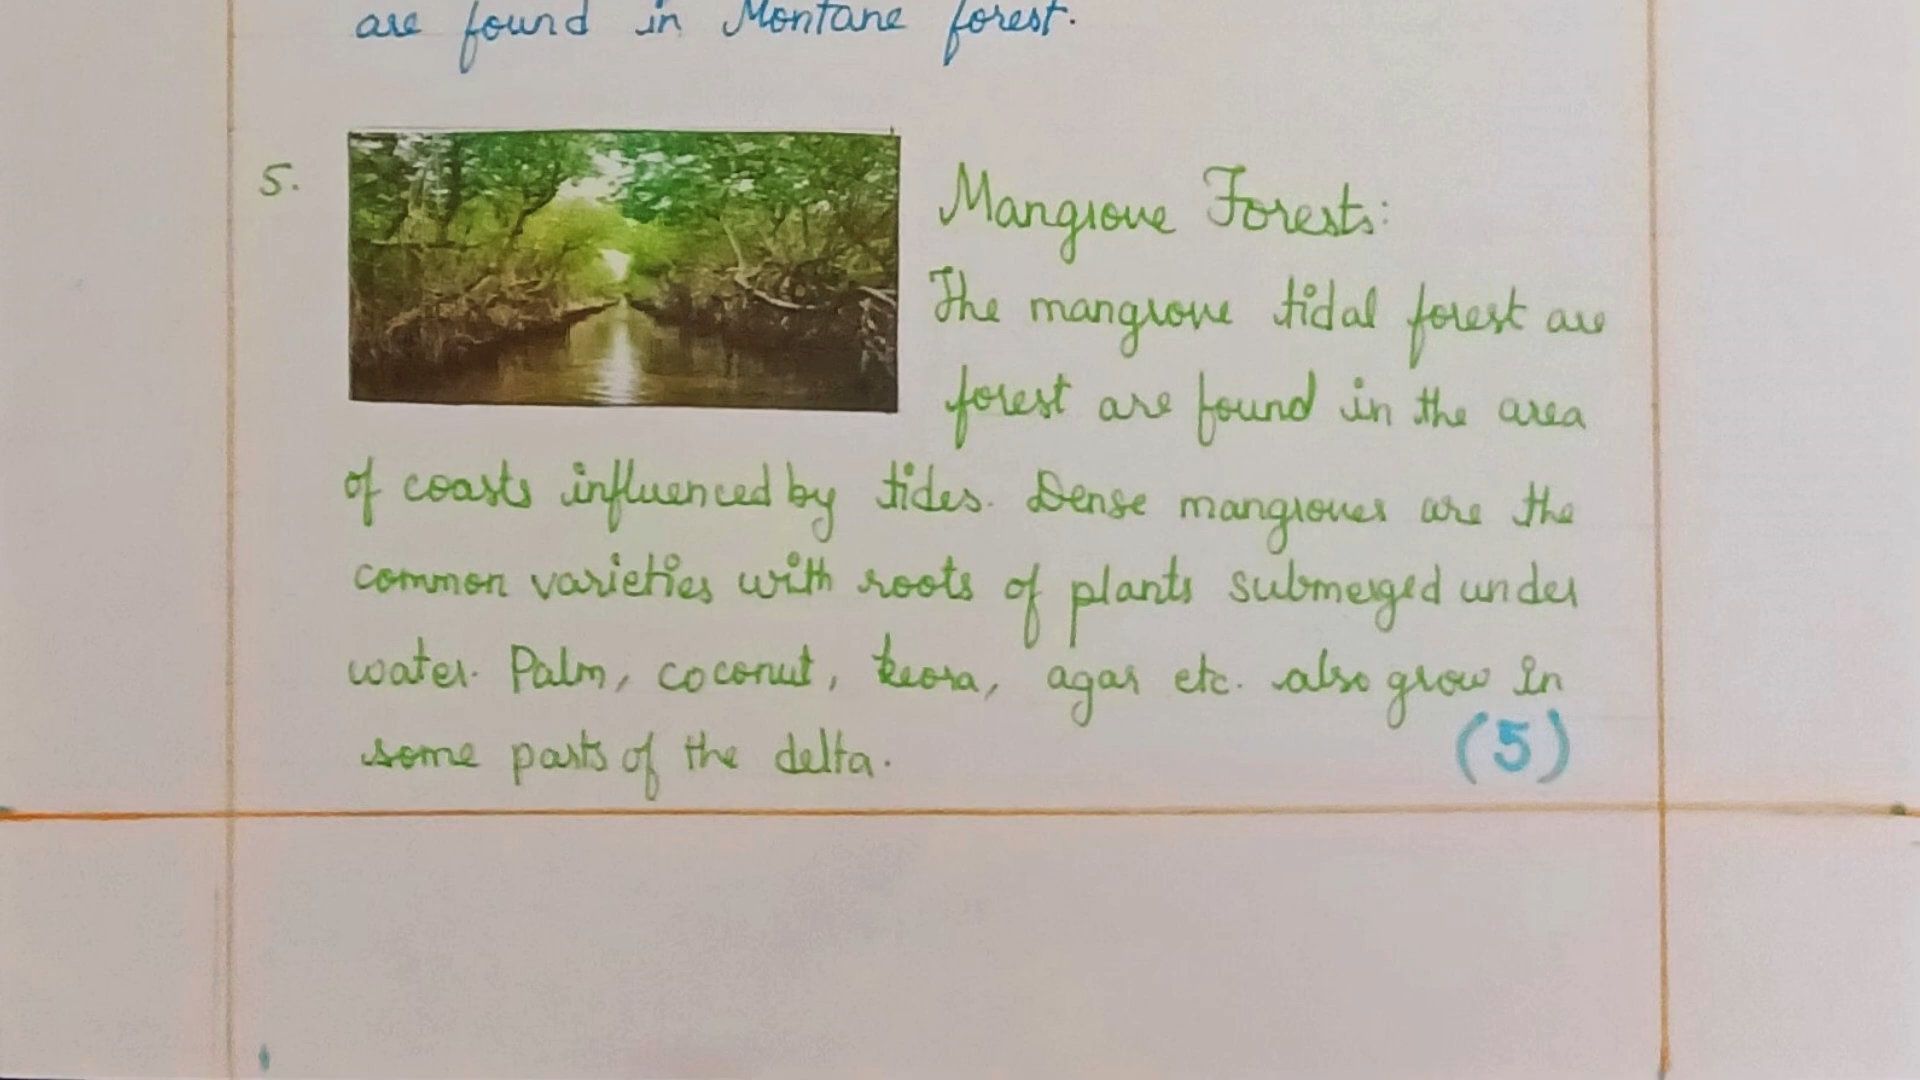 are found in Montane forest.
5.
Mangrove Forests:
The mangrove tidal forest are
forest are found in the area
of coasts influenced by tides. Dense mangroves are the
common varieties with roots of plants submerged under
water. Palm, coconut, keora, agar etc. also grow in
some parts of the delta.
(5)